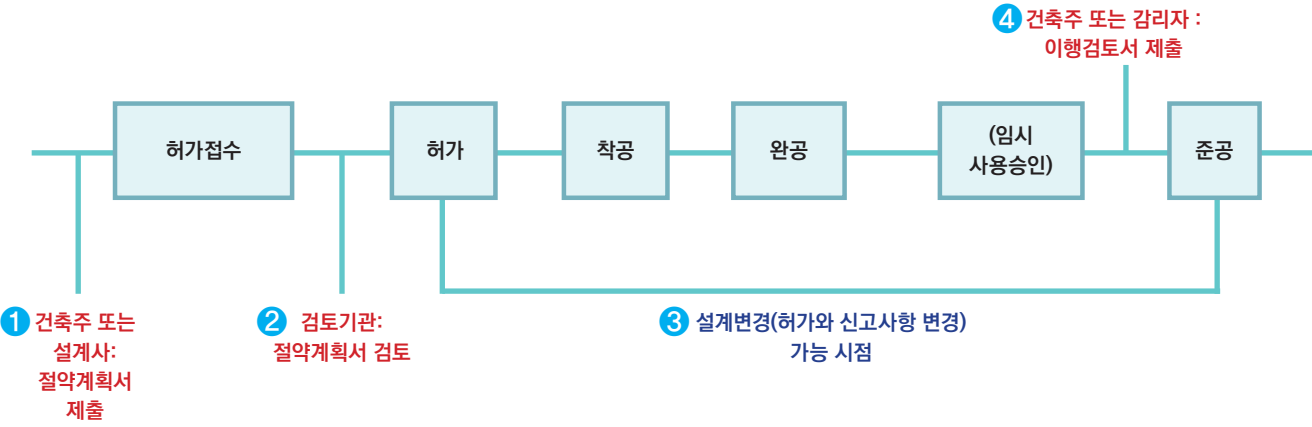 4 건축주 또는 감리자 :
이행검토서 제출
허가접수
허가
착공
완공
(임시
사용승인)
준공
1 건축주 또는
설계사:
절약계획서
제출
2 검토기관:
절약계획서 검토
3 설계변경(허가와 신고사항 변경)
가능 시점